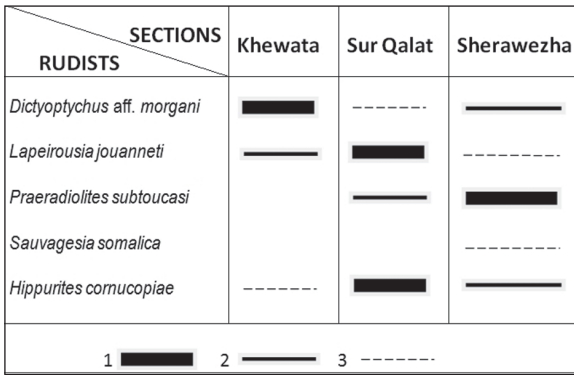 SECTIONS
RUDISTS
Khewata Sur Qalat Sherawezha
Dictyoptychus aff. morgani
Lapeirousia jouanneti
Praeradiolites subtoucasi
Sauvagesia somalica
Hippurites cornucopiae
1 2 3